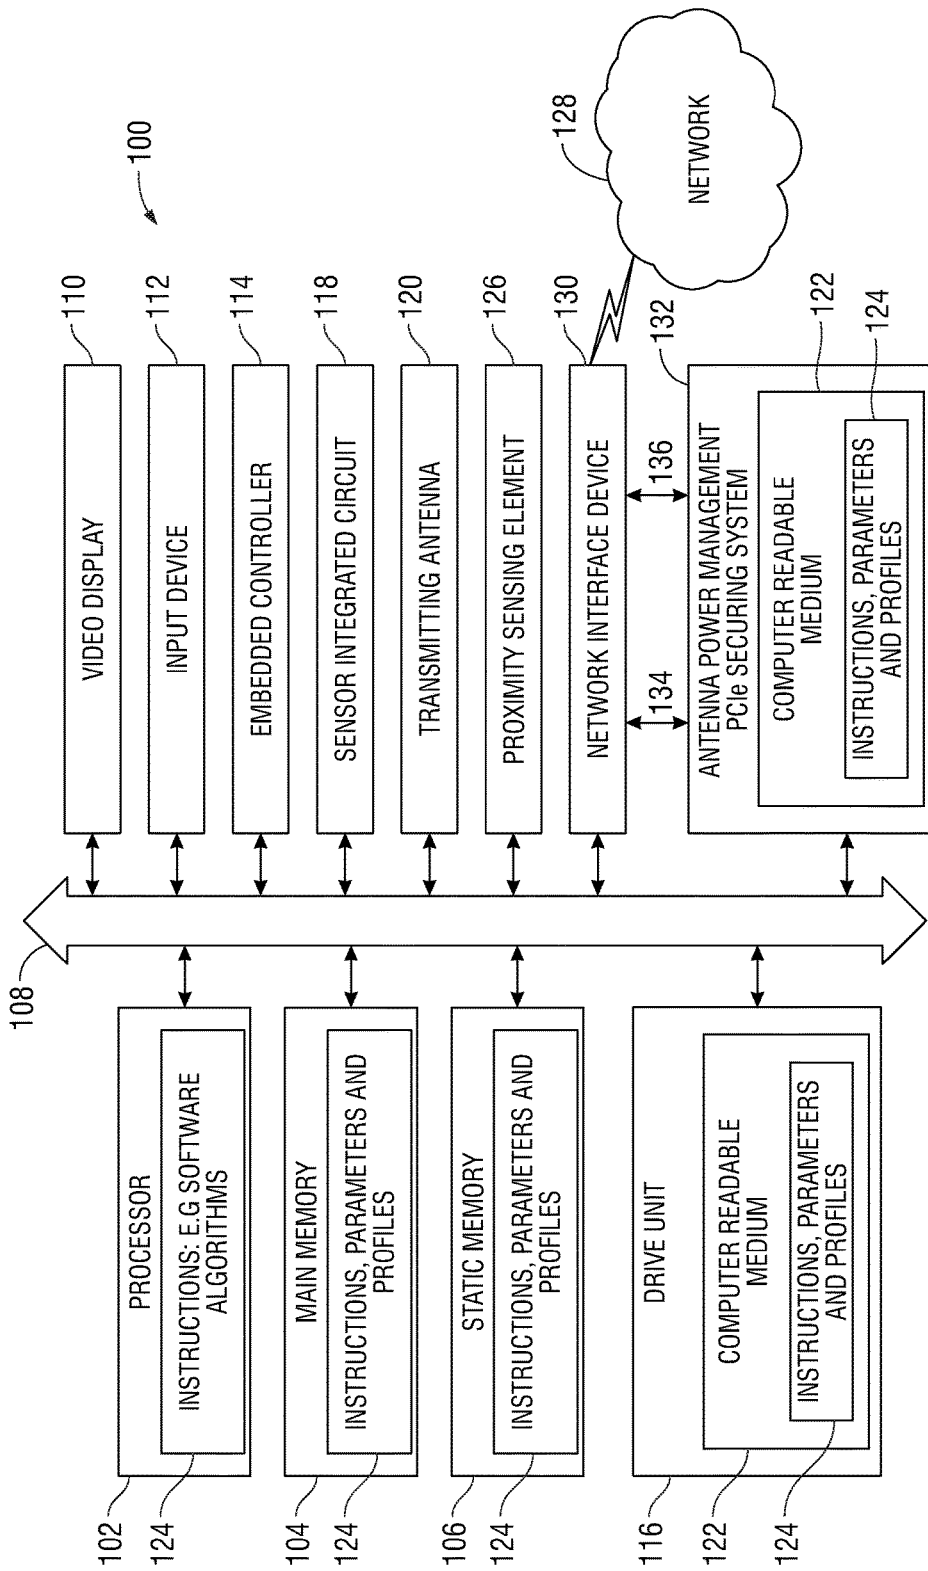 100
108
102
PROCESSOR
124
INSTRUCTIONS: E.G SOFTWARE
ALGORITHMS
104
MAIN MEMORY
124
INSTRUCTIONS, PARAMETERS AND
PROFILES
106
STATIC MEMORY
124
INSTRUCTIONS, PARAMETERS AND
PROFILES
116
DRIVE UNIT
122
COMPUTER READABLE
MEDIUM
124
INSTRUCTIONS, PARAMETERS
AND PROFILES
VIDEO DISPLAY
110
INPUT DEVICE
112
EMBEDDED CONTROLLER
114
SENSOR INTEGRATED CIRCUIT
118
TRANSMITTING ANTENNA
120
PROXIMITY SENSING ELEMENT
126
NETWORK INTERFACE DEVICE
130
134
136
128
NETWORK
132
ANTENNA POWER MANAGEMENT
PCIe SECURING SYSTEM
122
COMPUTER READABLE
MEDIUM
124
INSTRUCTIONS, PARAMETERS
AND PROFILES